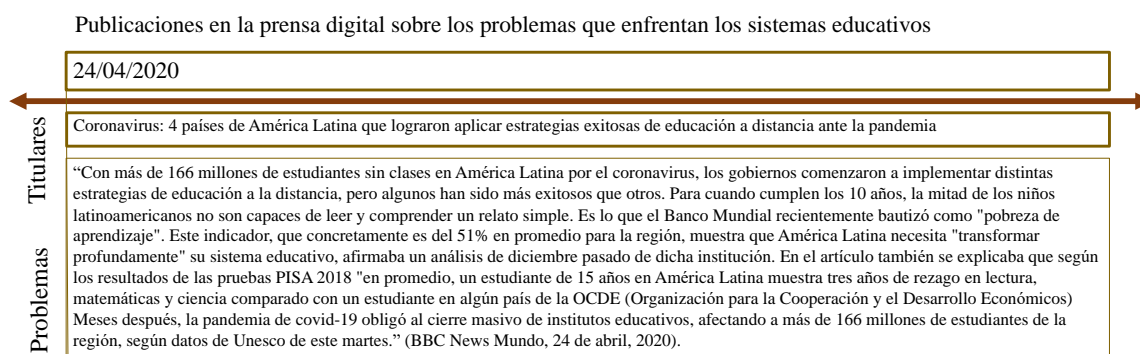 Publicaciones en la prensa digital sobre los problemas que enfrentan los sistemas educativos
24/04/2020
Titulares
Coronavirus: 4 países de América Latina que lograron aplicar estrategias exitosas de educación a distancia ante la pandemia
Problemas
“Con más de 166 millones de estudiantes sin clases en América Latina por el coronavirus, los gobiernos comenzaron a implementar distintas
estrategias de educación a la distancia, pero algunos han sido más exitosos que otros. Para cuando cumplen los 10 años, la mitad de los niños
latinoamericanos no son capaces de leer y comprender un relato simple. Es lo que el Banco Mundial recientemente bautizó como "pobreza de
aprendizaje". Este indicador, que concretamente es del 51% en promedio para la región, muestra que América Latina necesita "transformar
profundamente" su sistema educativo, afirmaba un análisis de diciembre pasado de dicha institución. En el artículo también se explicaba que según
los resultados de las pruebas PISA 2018 "en promedio, un estudiante de 15 años en América Latina muestra tres años de rezago en lectura,
matemáticas y ciencia comparado con un estudiante en algún país de la OCDE (Organización para la Cooperación y el Desarrollo Económicos)
Meses después, la pandemia de covid-19 obligó al cierre masivo de institutos educativos, afectando a más de 166 millones de estudiantes de la
región, según datos de Unesco de este martes.” (BBC News Mundo, 24 de abril, 2020).